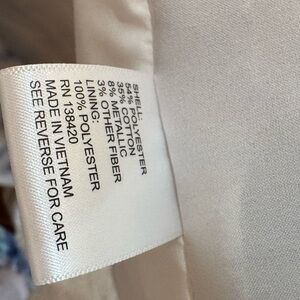 SHELL:
54% POLYESTER
35% COTTON
8% METALLIC
3% OTHER FIBER
LINING:
100% POLYESTER
RN 138420
MADE IN VIETNAM
SEE REVERSE FOR CARE